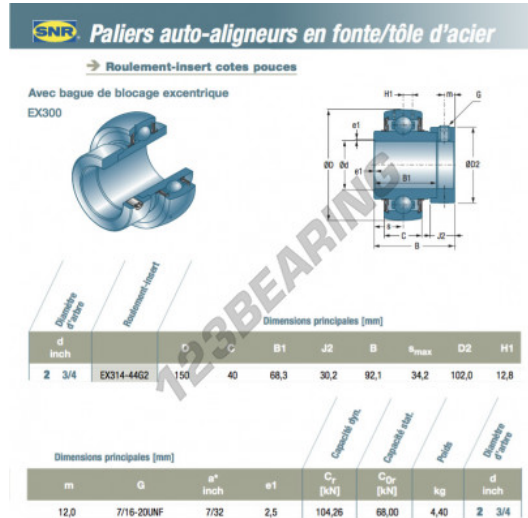 SNR Paliers auto-aligneurs en fonte/tôle d'acier
Roulement-insert cotes pouces
Avec bague de blocage excentrique
EX300
H1 m G
e1
ØD Ød ØD2
e1
B1
s
C J2
B
Diamètre d'arbre Roulement-insert
Dimensions principales [mm]
d inch D C B1 J2 B smax D2 H1
2 3/4 EX314-44G2 150 40 68,3 30,2 92,1 34,2 102,0 12,8
123BEARING
Capacité dyn. Capacité stat. Poids Diamètre d'arbre
Dimensions principales [mm]
m G a* inch e1 Cr [kN] C0r [kN] kg d inch
12,0 7/16-20UNF 7/32 2,5 104,26 68,00 4,40 2 3/4